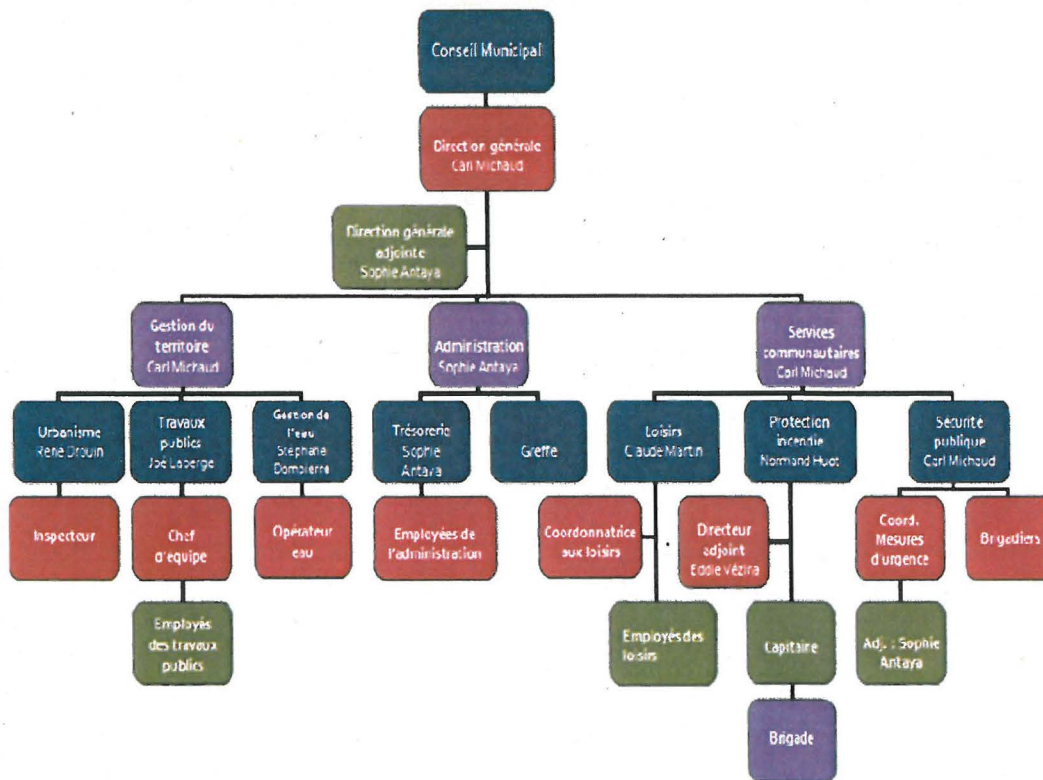 Conseil Municipal
Direction générale
Carl Michaud
Direction générale
adjointe
Sophie Antaya
Gestion du
territoire
Carl Michaud
Administration
Sophie Antaya
Services
communautaires
Carl Michaud
Urbanisme
René Drouin
Travaux
publics
Joé Laberge
Gestion de
l'eau
Stéphane
Dompierre
Trésorerie
Sophie
Antaya
Greffe
Loisirs
Claude Martin
Protection
incendie
Normand Huot
Sécurité
publique
Carl Michaud
Inspecteur
Chef
d'équipe
Opérateur
eau
Employées de
l'administration
Coordonnatrice
aux loisirs
Directeur
adjoint
Eddie Vézina
Coord.
Mesures
d'urgence
Brigadiers
Employés
des travaux
publics
Employés des
loisirs
Capitaire
Adj. : Sophie
Antaya
Brigade